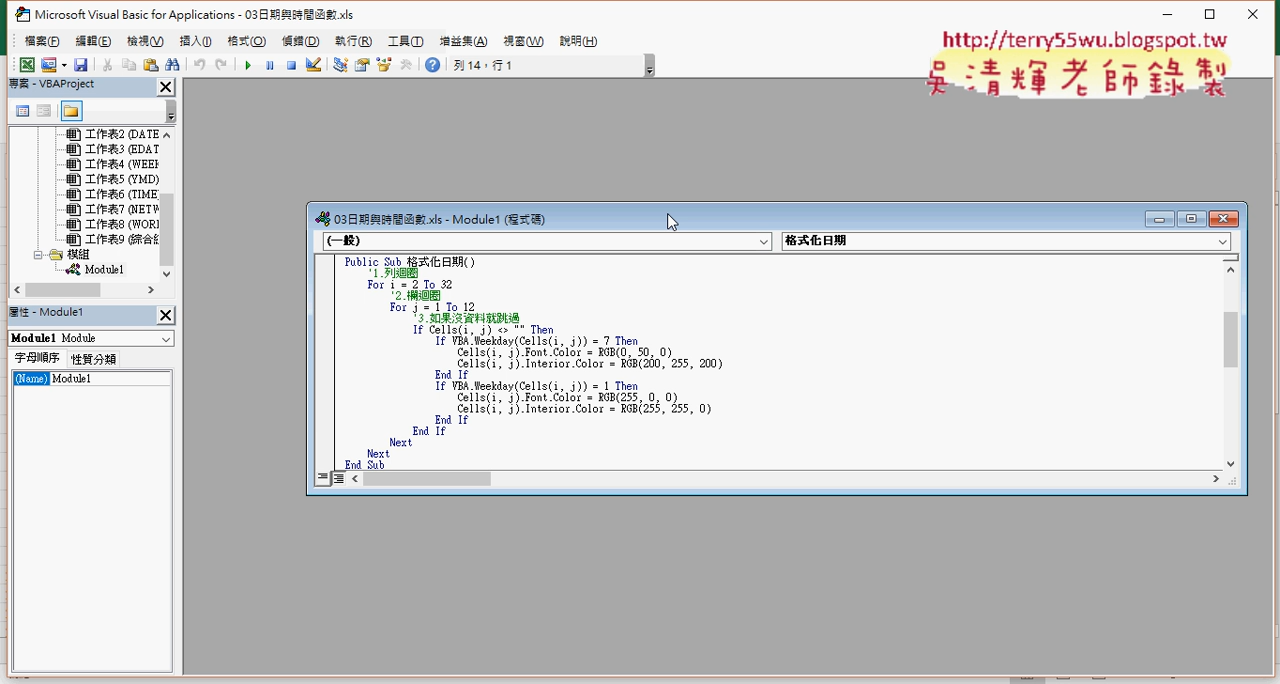 Microsoft Visual Basic for Applications - 03日期與時間函數.xls
http://terry55wu.blogspot.tw
吳清輝老師錄製
檔案(F) 編輯(E) 檢視(V) 插入(I) 格式(O) 偵錯(D) 執行(R) 工具(T) 增益集(A) 視窗(W) 說明(H)
列 14，行 1
專案 - VBAProject
工作表2 (DATE
工作表3 (EDAT
工作表4 (WEEK
工作表5 (YMD)
工作表6 (TIME
工作表7 (NETW
工作表8 (WORI
工作表9 (綜合
模組
Module1
屬性 - Module1
Module1 Module
字母順序 性質分類
(Name) Module1
03日期與時間函數.xls - Module1 (程式碼)
(一般) 格式化日期
Public Sub 格式化日期()
'1.列迴圈
For i = 2 To 32
'2.欄迴圈
For j = 1 To 12
'3.如果沒資料就跳過
If Cells(i, j) <> "" Then
If VBA.Weekday(Cells(i, j)) = 7 Then
Cells(i, j).Font.Color = RGB(0, 50, 0)
Cells(i, j).Interior.Color = RGB(200, 255, 200)
End If
If VBA.Weekday(Cells(i, j)) = 1 Then
Cells(i, j).Font.Color = RGB(255, 0, 0)
Cells(i, j).Interior.Color = RGB(255, 255, 0)
End If
End If
Next
Next
End Sub